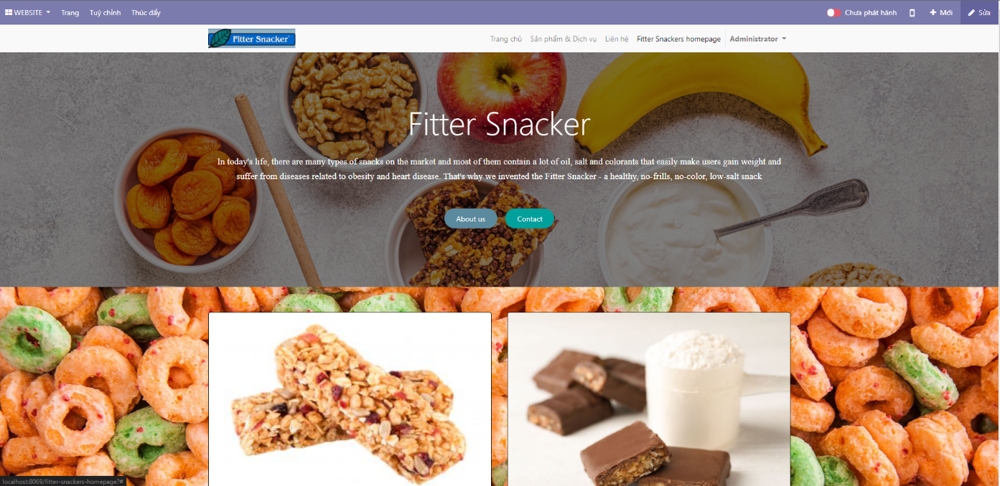 WEBSITE Trang Tuỳ chỉnh Thúc đẩy Chưa phát hành Mới Sửa
Fitter Snacker Trang chủ Sản phẩm & Dịch vụ Liên hệ Fitter Snackers homepage Administrator
Fitter Snacker
In today's life, there are many types of snacks on the market and most of them contain a lot of oil, salt and colorants that easily make users gain weight and
suffer from diseases related to obesity and heart disease. That's why we invented the Fitter Snacker - a healthy, no-frills, no-color, low-salt snack
About us Contact
localhost:8069/fitter-snackers-homepage?#